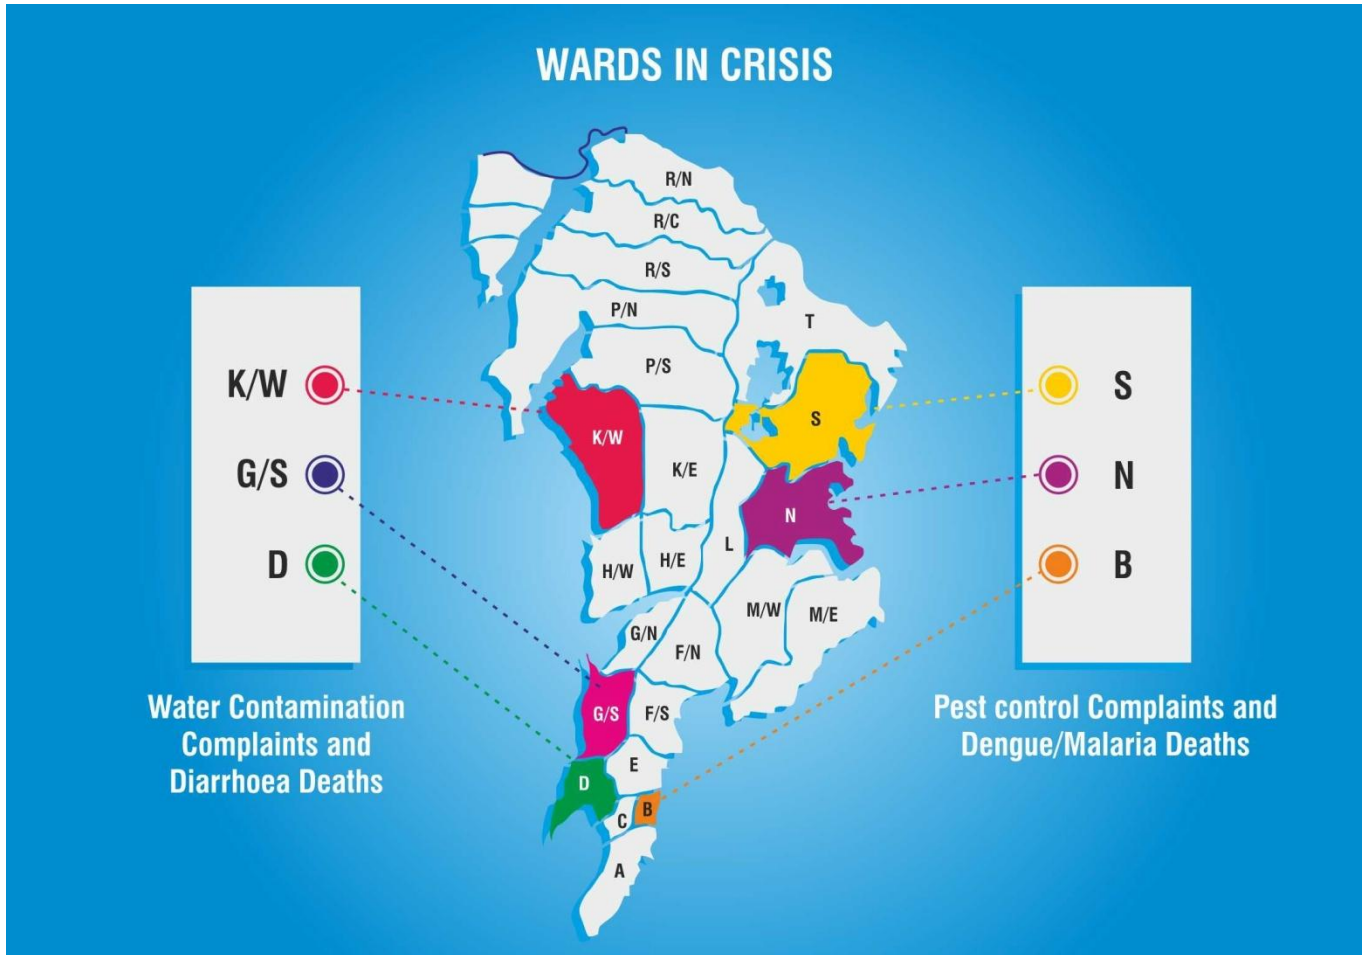 WARDS IN CRISIS
K/W
G/S
D
Water Contamination
Complaints and
Diarrhoea Deaths
R/N
R/C
R/S
P/N
T
P/S
S
K/W
K/E
N
L
H/W
H/E
M/W
M/E
G/N
F/N
G/S
F/S
E
D
B
C
A
S
N
B
Pest control Complaints and
Dengue/Malaria Deaths